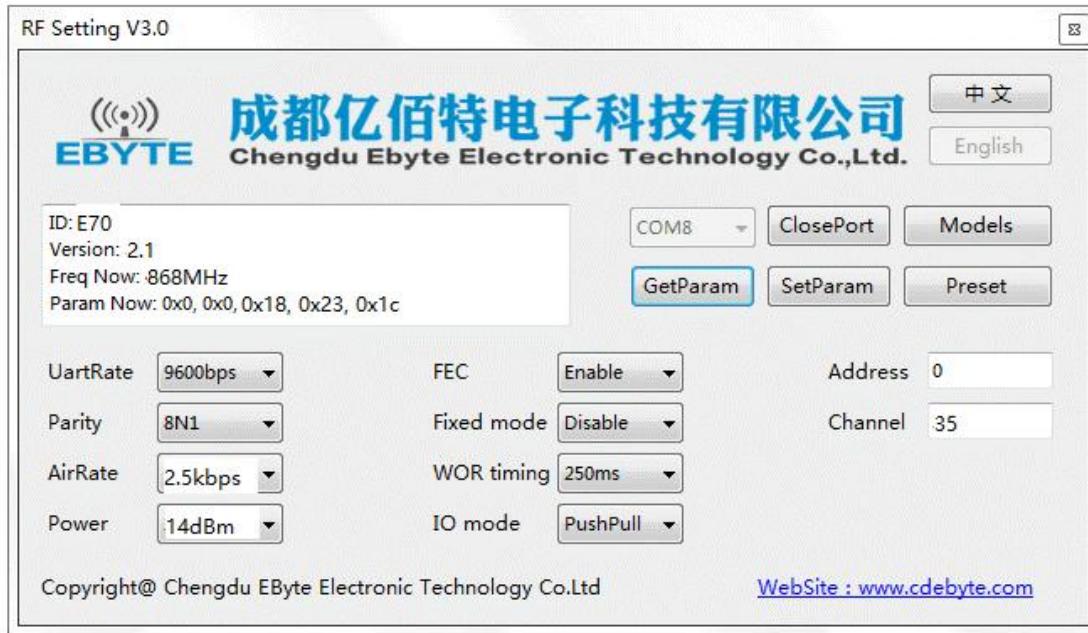 RF Setting V3.0
中文
EBYTE
成都亿佰特电子科技有限公司
Chengdu Ebyte Electronic Technology Co.,Ltd.
English
ID: E70
Version: 2.1
Freq Now: 868MHz
Param Now: 0x0, 0x0, 0x18, 0x23, 0x1c
COM8 ClosePort Models
GetParam SetParam Preset
UartRate 9600bps FEC Enable Address 0
Parity 8N1 Fixed mode Disable Channel 35
AirRate 2.5kbps WOR timing 250ms
Power 14dBm IO mode PushPull
Copyright@ Chengdu EByte Electronic Technology Co.Ltd WebSite : www.cdebyte.com